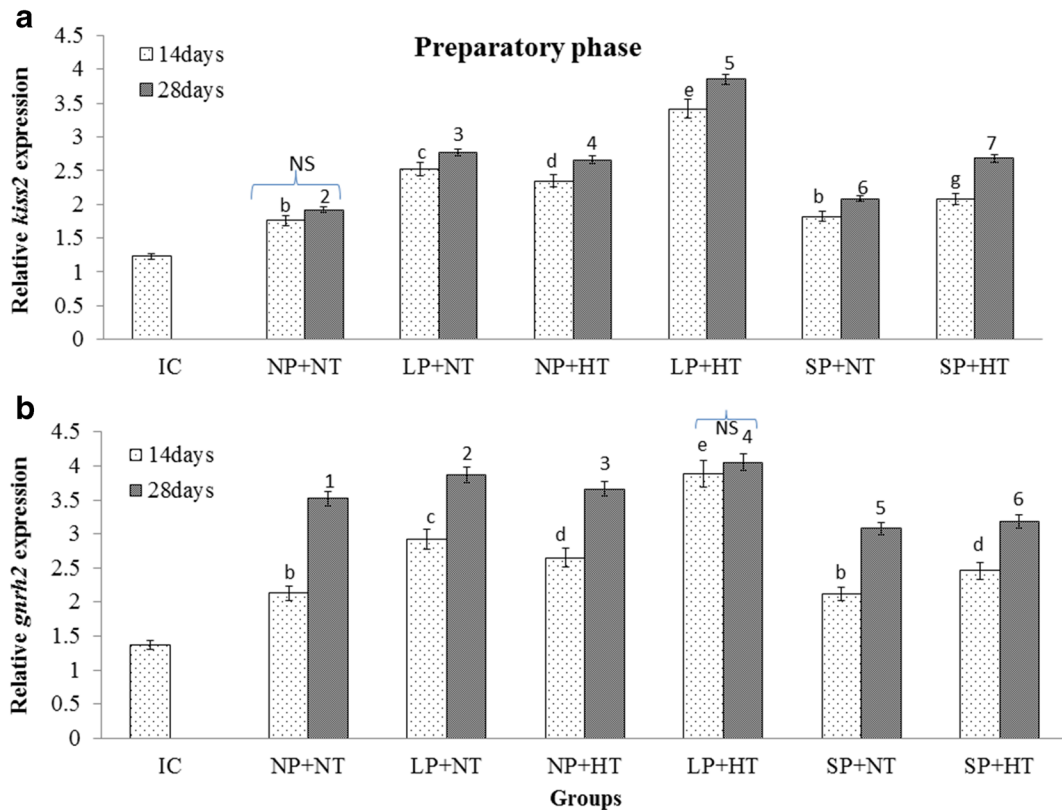 a
Preparatory phase
14days
28days
Relative kiss2 expression
4.5
4
3.5
3
2.5
2
1.5
1
0.5
0
NS
b 2
c 3
d 4
e 5
b 6
g 7
IC NP+NT LP+NT NP+HT LP+HT SP+NT SP+HT
b
14days
28days
Relative gnrh2 expression
4.5
4
3.5
3
2.5
2
1.5
1
0.5
0
NS
b 1
c 2
d 3
e 4
b 5
d 6
IC NP+NT LP+NT NP+HT LP+HT SP+NT SP+HT
Groups